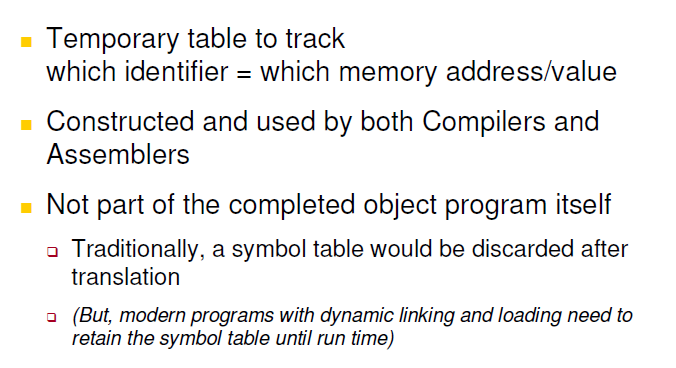 Temporary table to track
which identifier = which memory address/value
Constructed and used by both Compilers and
Assemblers
Not part of the completed object program itself
Traditionally, a symbol table would be discarded after
translation
(But, modern programs with dynamic linking and loading need to
retain the symbol table until run time)